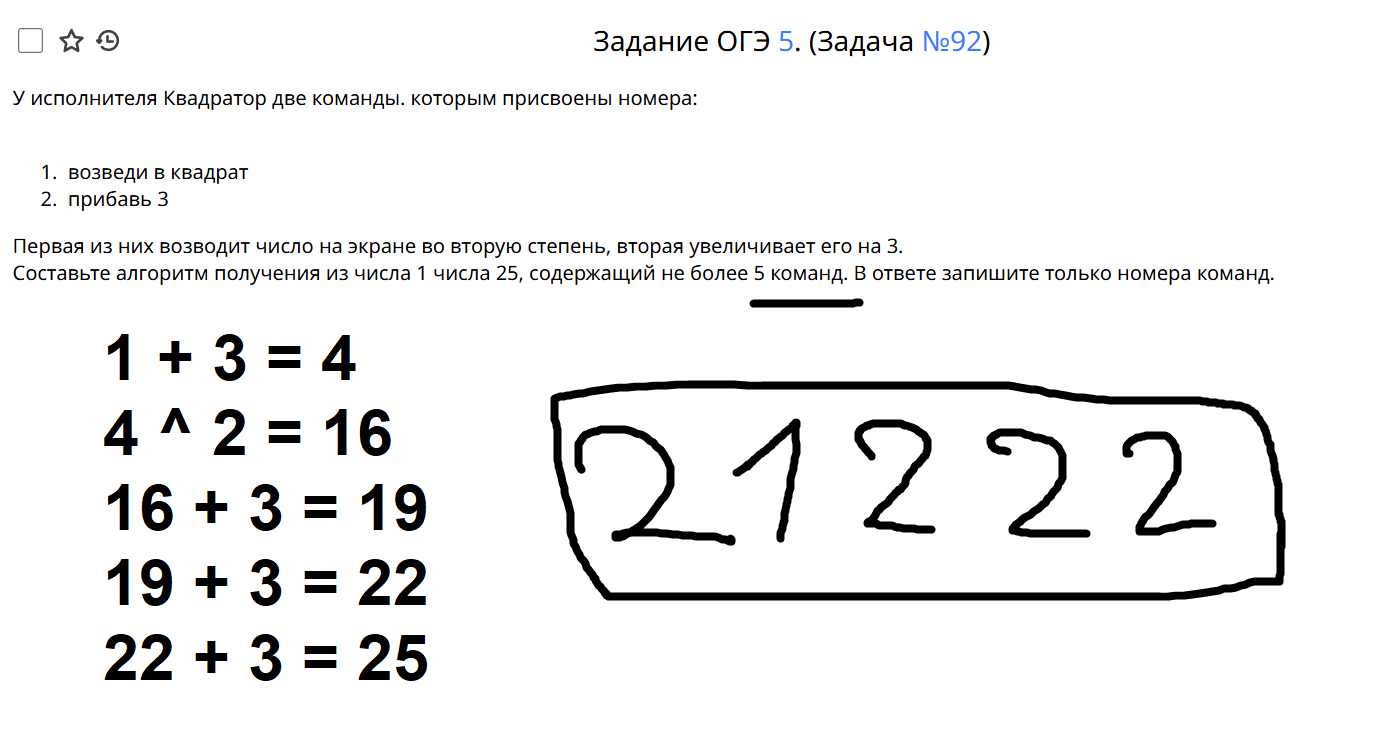 Задание ОГЭ 5. (Задача №92)
У исполнителя Квадратор две команды. которым присвоены номера:
1. возведи в квадрат
2. прибавь 3
Первая из них возводит число на экране во вторую степень, вторая увеличивает его на 3.
Составьте алгоритм получения из числа 1 числа 25, содержащий не более 5 команд. В ответе запишите только номера команд.
1 + 3 = 4
4 ^ 2 = 16
16 + 3 = 19
19 + 3 = 22
22 + 3 = 25
21222